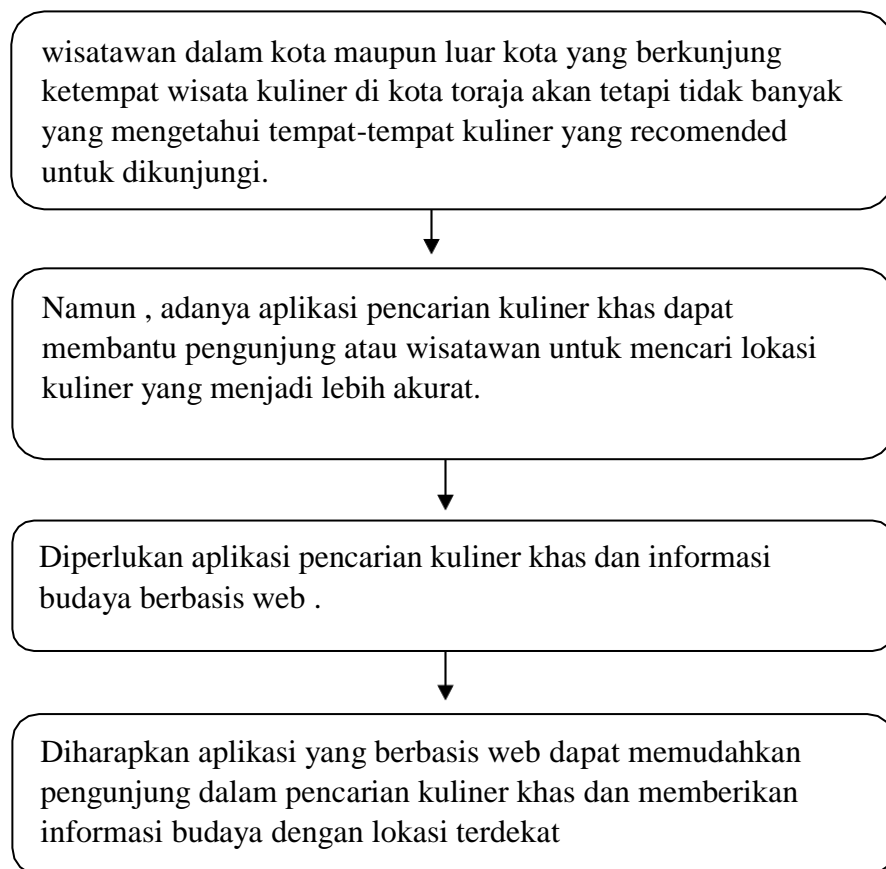 wisatawan dalam kota maupun luar kota yang berkunjung
ketempat wisata kuliner di kota toraja akan tetapi tidak banyak
yang mengetahui tempat-tempat kuliner yang recomended
untuk dikunjungi.
Namun , adanya aplikasi pencarian kuliner khas dapat
membantu pengunjung atau wisatawan untuk mencari lokasi
kuliner yang menjadi lebih akurat.
Diperlukan aplikasi pencarian kuliner khas dan informasi
budaya berbasis web .
Diharapkan aplikasi yang berbasis web dapat memudahkan
pengunjung dalam pencarian kuliner khas dan memberikan
informasi budaya dengan lokasi terdekat